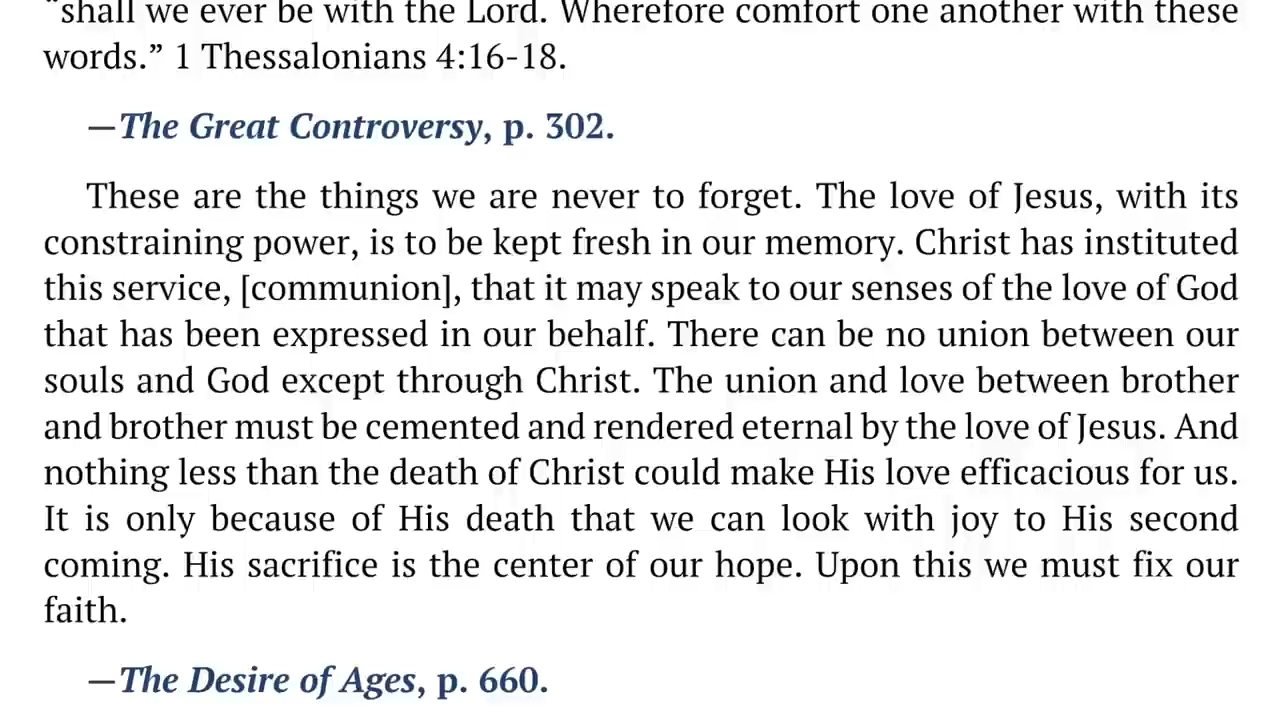 “shall we ever be with the Lord. Wherefore comfort one another with these
words.” 1 Thessalonians 4:16-18.
—The Great Controversy, p. 302.
These are the things we are never to forget. The love of Jesus, with its
constraining power, is to be kept fresh in our memory. Christ has instituted
this service, [communion], that it may speak to our senses of the love of God
that has been expressed in our behalf. There can be no union between our
souls and God except through Christ. The union and love between brother
and brother must be cemented and rendered eternal by the love of Jesus. And
nothing less than the death of Christ could make His love efficacious for us.
It is only because of His death that we can look with joy to His second
coming. His sacrifice is the center of our hope. Upon this we must fix our
faith.
—The Desire of Ages, p. 660.